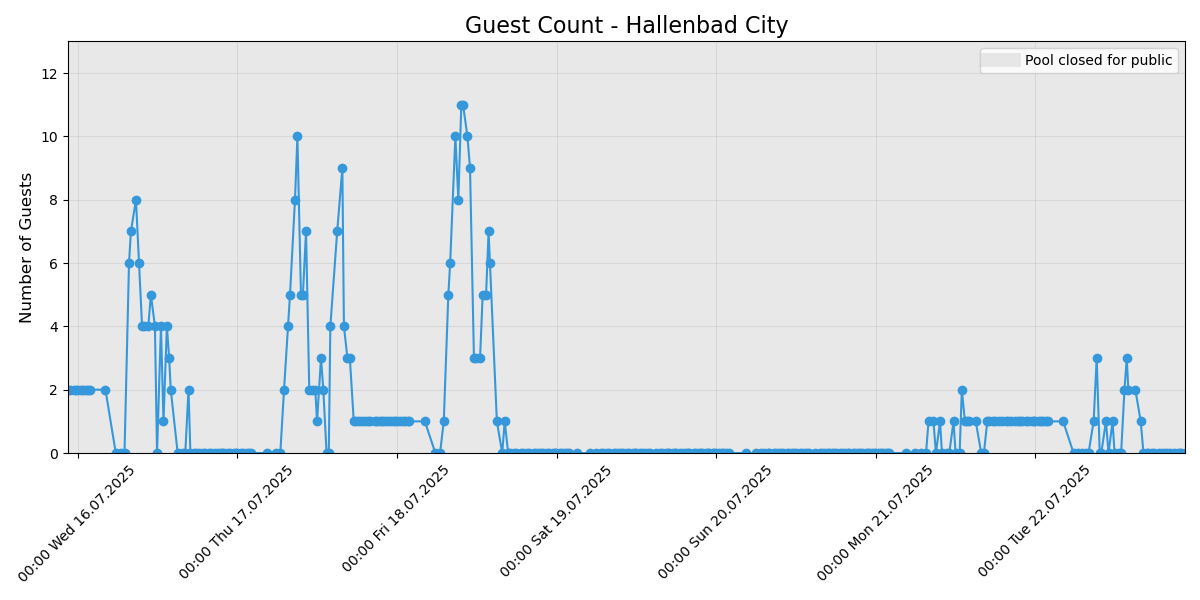 Guest Count - Hallenbad City
Pool closed for public
Number of Guests
12
10
8
6
4
2
0
00:00 Wed 16.07.2025
00:00 Thu 17.07.2025
00:00 Fri 18.07.2025
00:00 Sat 19.07.2025
00:00 Sun 20.07.2025
00:00 Mon 21.07.2025
00:00 Tue 22.07.2025